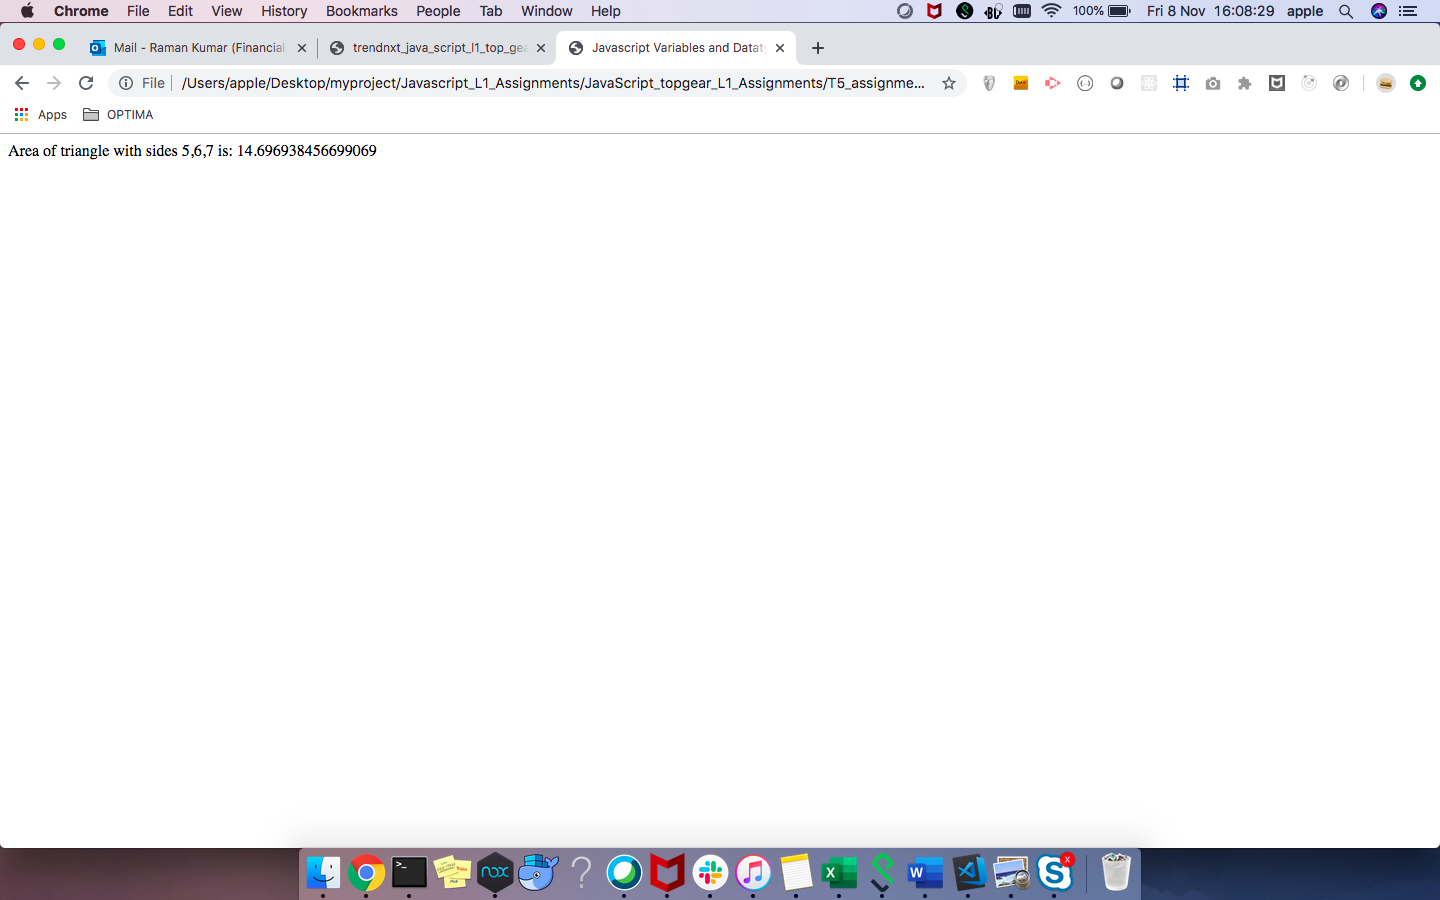 Chrome File Edit View History Bookmarks People Tab Window Help 100% Fri 8 Nov 16:08:29 apple
Mail - Raman Kumar (Financial trendnxt_java_script_l1_top_gea Javascript Variables and Dataty
File /Users/apple/Desktop/myproject/Javascript_L1_Assignments/JavaScript_topgear_L1_Assignments/T5_assignme...
Apps OPTIMA
Area of triangle with sides 5,6,7 is: 14.696938456699069